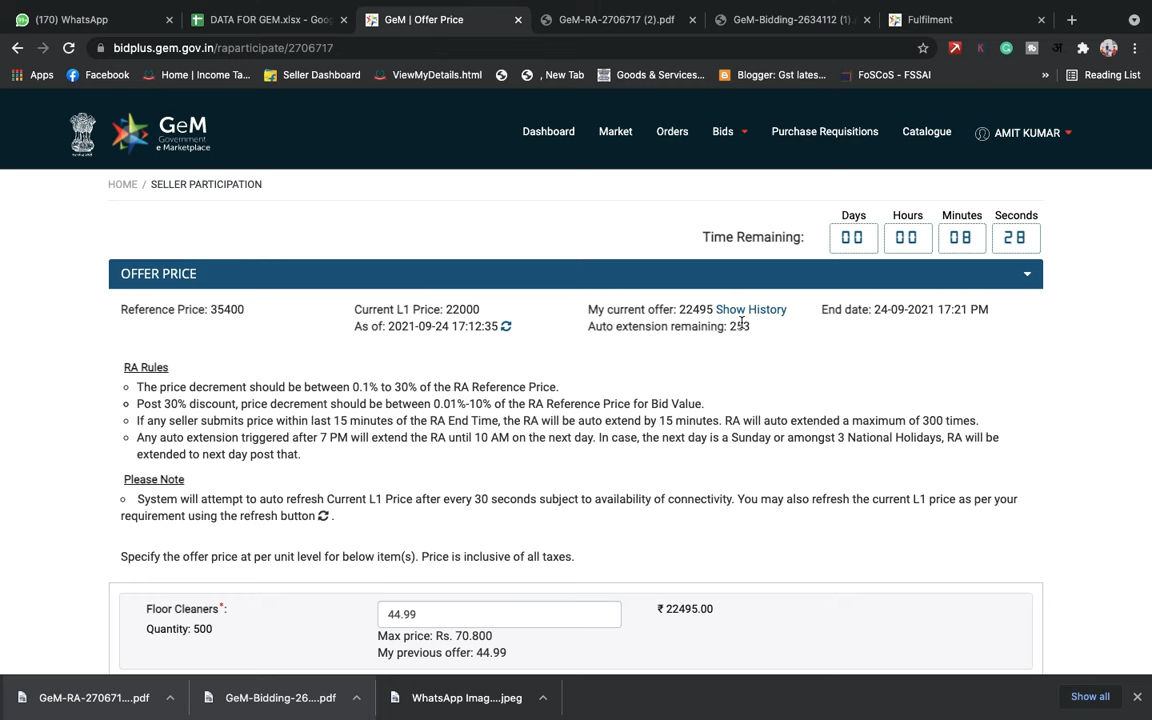 (170) WhatsApp
DATA FOR GEM.xlsx - Goog
GeM | Offer Price
GeM-RA-2706717 (2).pdf
GeM-Bidding-2634112 (1).
Fulfilment
bidplus.gem.gov.in/raparticipate/2706717
Apps
Facebook
Home | Income Ta...
Seller Dashboard
ViewMyDetails.html
, New Tab
Goods & Services...
Blogger: Gst lates...
FoSCoS - FSSAI
»
Reading List
GeM
Government
e Marketplace
Dashboard
Market
Orders
Bids
Purchase Requisitions
Catalogue
AMIT KUMAR
HOME / SELLER PARTICIPATION
Days Hours Minutes Seconds
Time Remaining: 00 00 08 28
OFFER PRICE
Reference Price: 35400
Current L1 Price: 22000
As of: 2021-09-24 17:12:35
My current offer: 22495 Show History
Auto extension remaining: 253
End date: 24-09-2021 17:21 PM
RA Rules
The price decrement should be between 0.1% to 30% of the RA Reference Price.
Post 30% discount, price decrement should be between 0.01%-10% of the RA Reference Price for Bid Value.
If any seller submits price within last 15 minutes of the RA End Time, the RA will be auto extend by 15 minutes. RA will auto extended a maximum of 300 times.
Any auto extension triggered after 7 PM will extend the RA until 10 AM on the next day. In case, the next day is a Sunday or amongst 3 National Holidays, RA will be
extended to next day post that.
Please Note
System will attempt to auto refresh Current L1 Price after every 30 seconds subject to availability of connectivity. You may also refresh the current L1 price as per your
requirement using the refresh button .
Specify the offer price at per unit level for below item(s). Price is inclusive of all taxes.
Floor Cleaners*:
Quantity: 500
44.99
Max price: Rs. 70.800
My previous offer: 44.99
₹ 22495.00
GeM-RA-270671....pdf
GeM-Bidding-26....pdf
WhatsApp Imag....jpeg
Show all